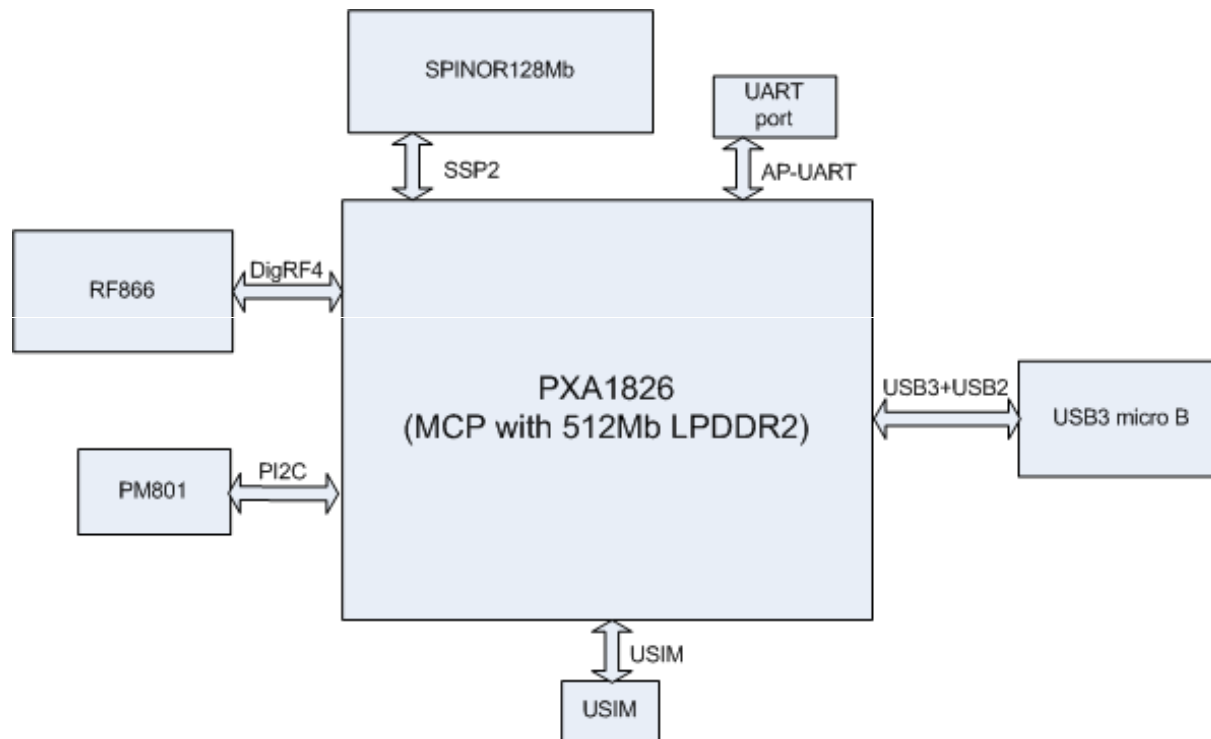 SPINOR128Mb
UART
port
SSP2
AP-UART
DigRF4
RF866
PXA1826
(MCP with 512Mb LPDDR2)
USB3+USB2
USB3 micro B
PI2C
PM801
USIM
USIM